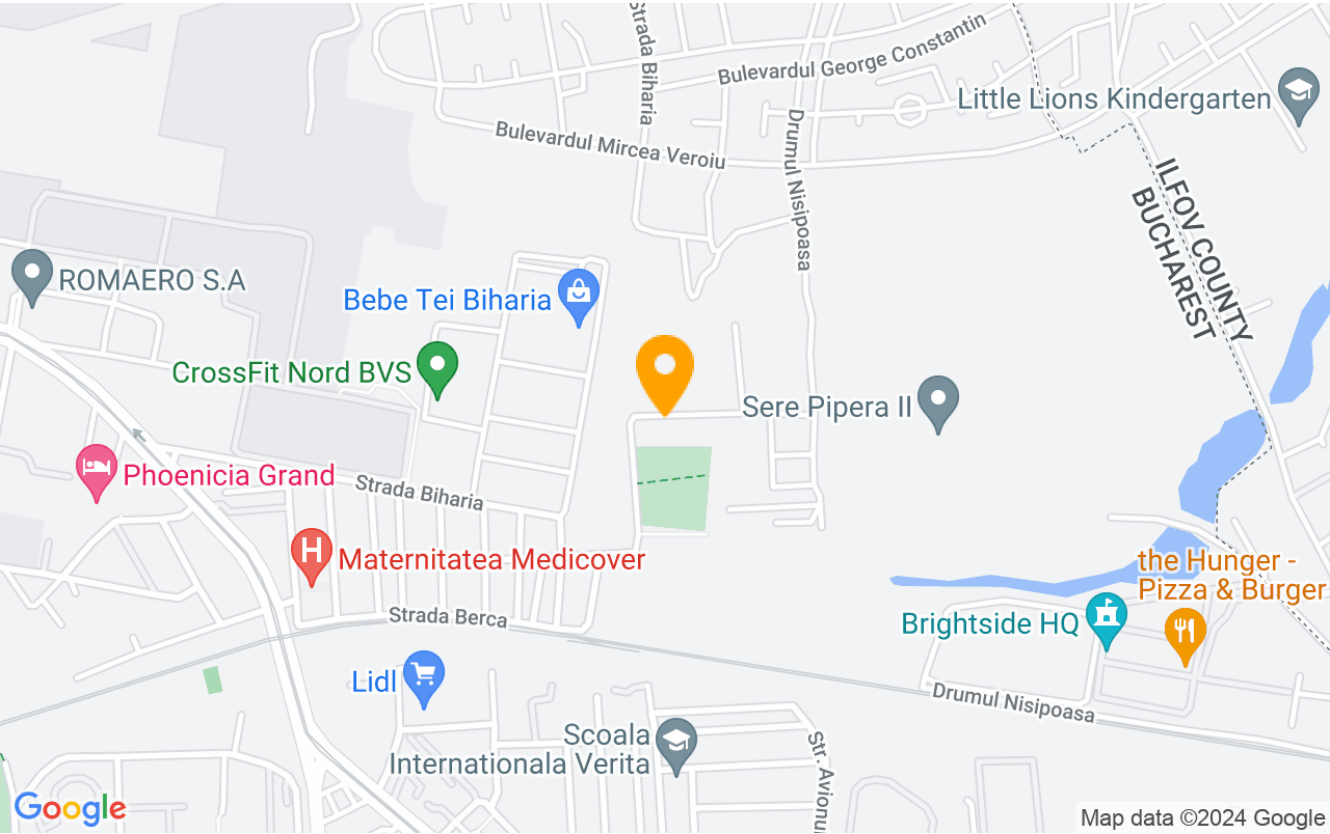 Strada Biharia
Bulevardul George Constantin
Little Lions Kindergarten
Bulevardul Mircea Veroiu
Drumul Nisipoasa
ILFOV COUNTY
BUCHAREST
ROMAERO S.A
Bebe Tei Biharia
CrossFit Nord BVS
Sere Pipera II
Phoenicia Grand
Strada Biharia
Maternitatea Medicover
the Hunger -
Pizza & Burger
Strada Berca
Brightside HQ
Lidl
Drumul Nisipoasa
Scoala
Internationala Verita
Str. Avionu
Google
Map data ©2024 Google